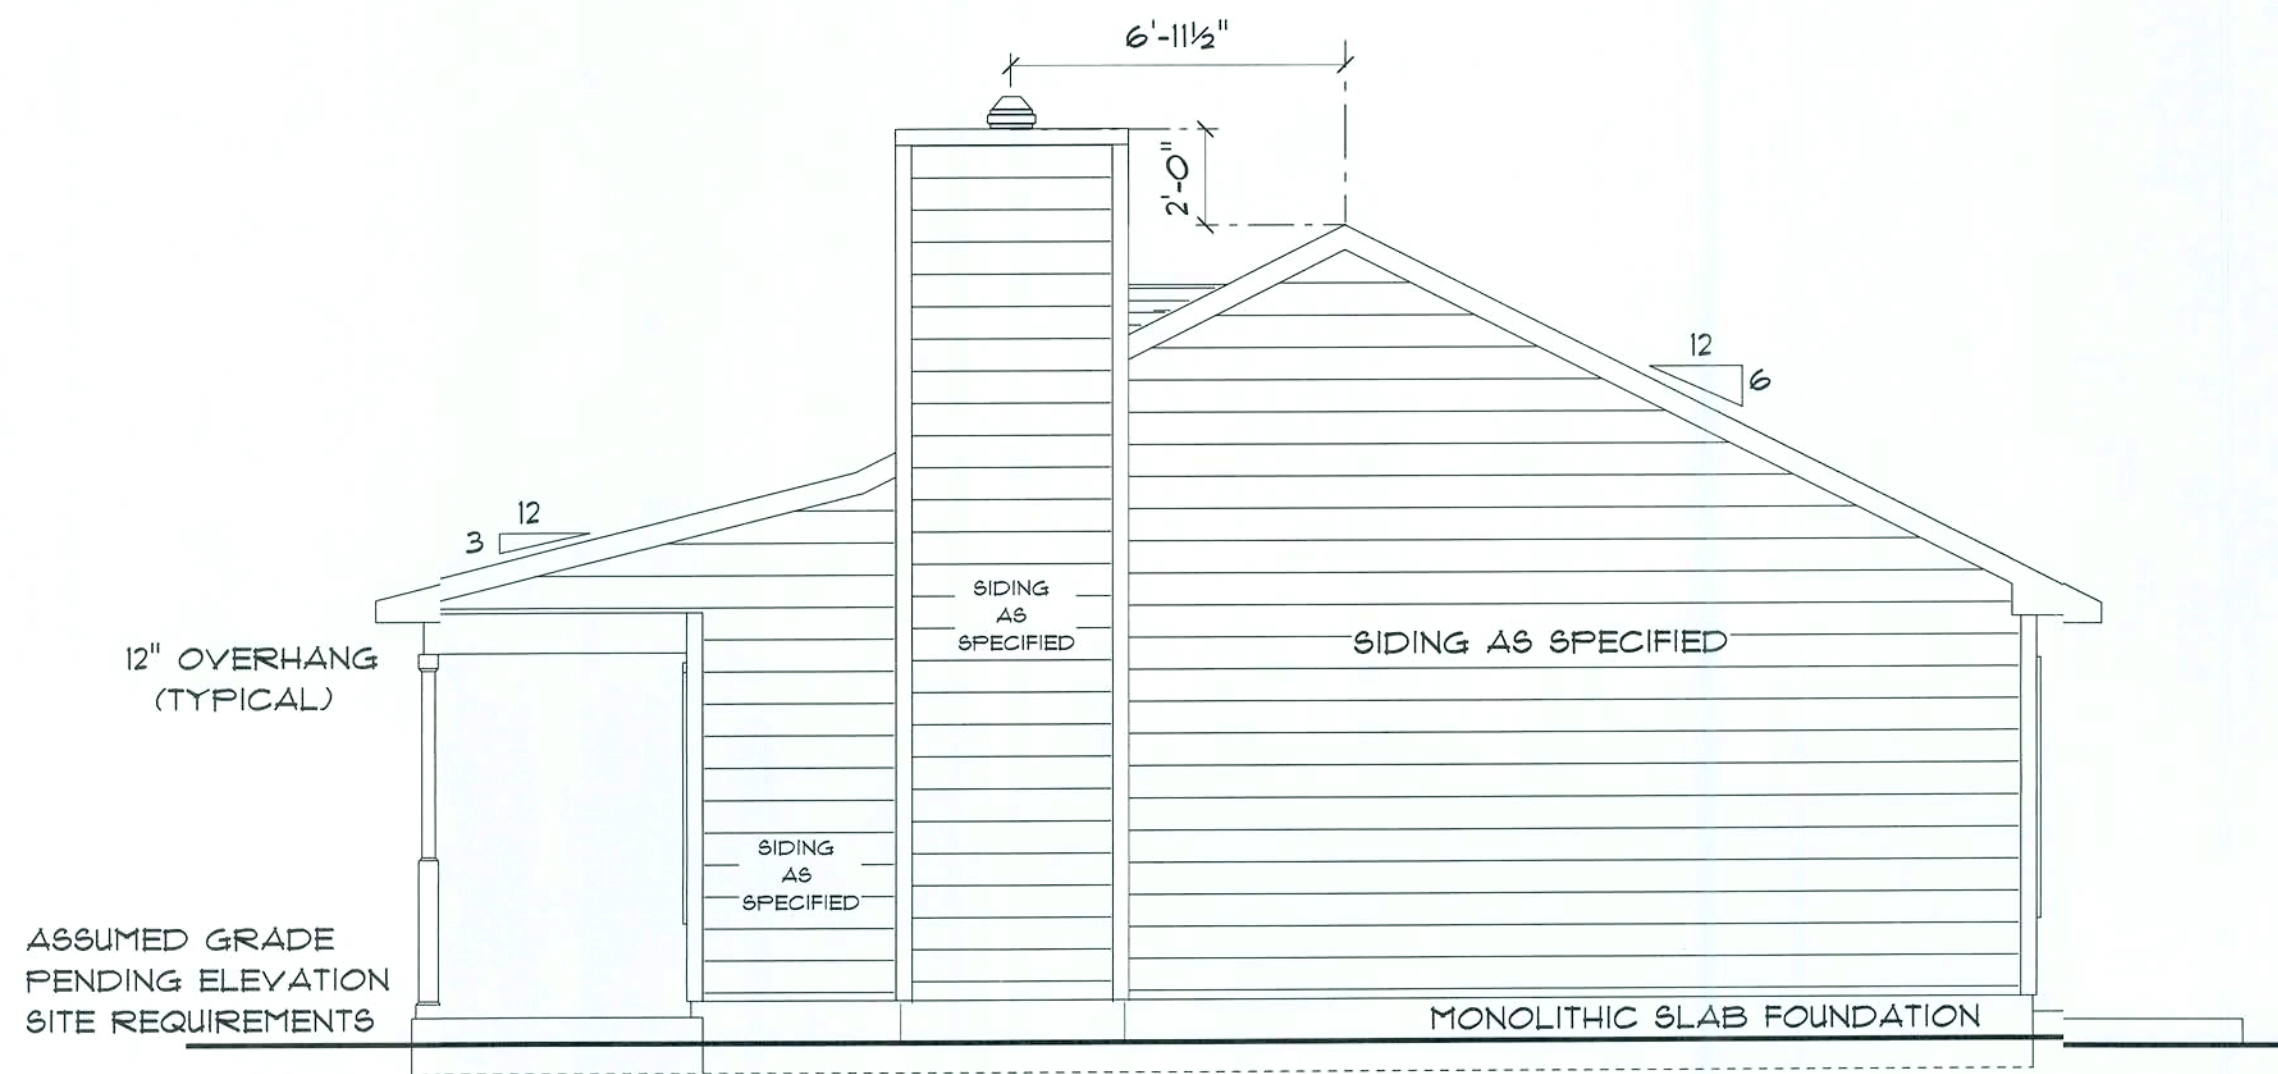 6'-11½"
2'-0"
12
6
12
3
SIDING
AS
SPECIFIED
SIDING AS SPECIFIED
12" OVERHANG
(TYPICAL)
SIDING
AS
SPECIFIED
ASSUMED GRADE
PENDING ELEVATION
SITE REQUIREMENTS
MONOLITHIC SLAB FOUNDATION